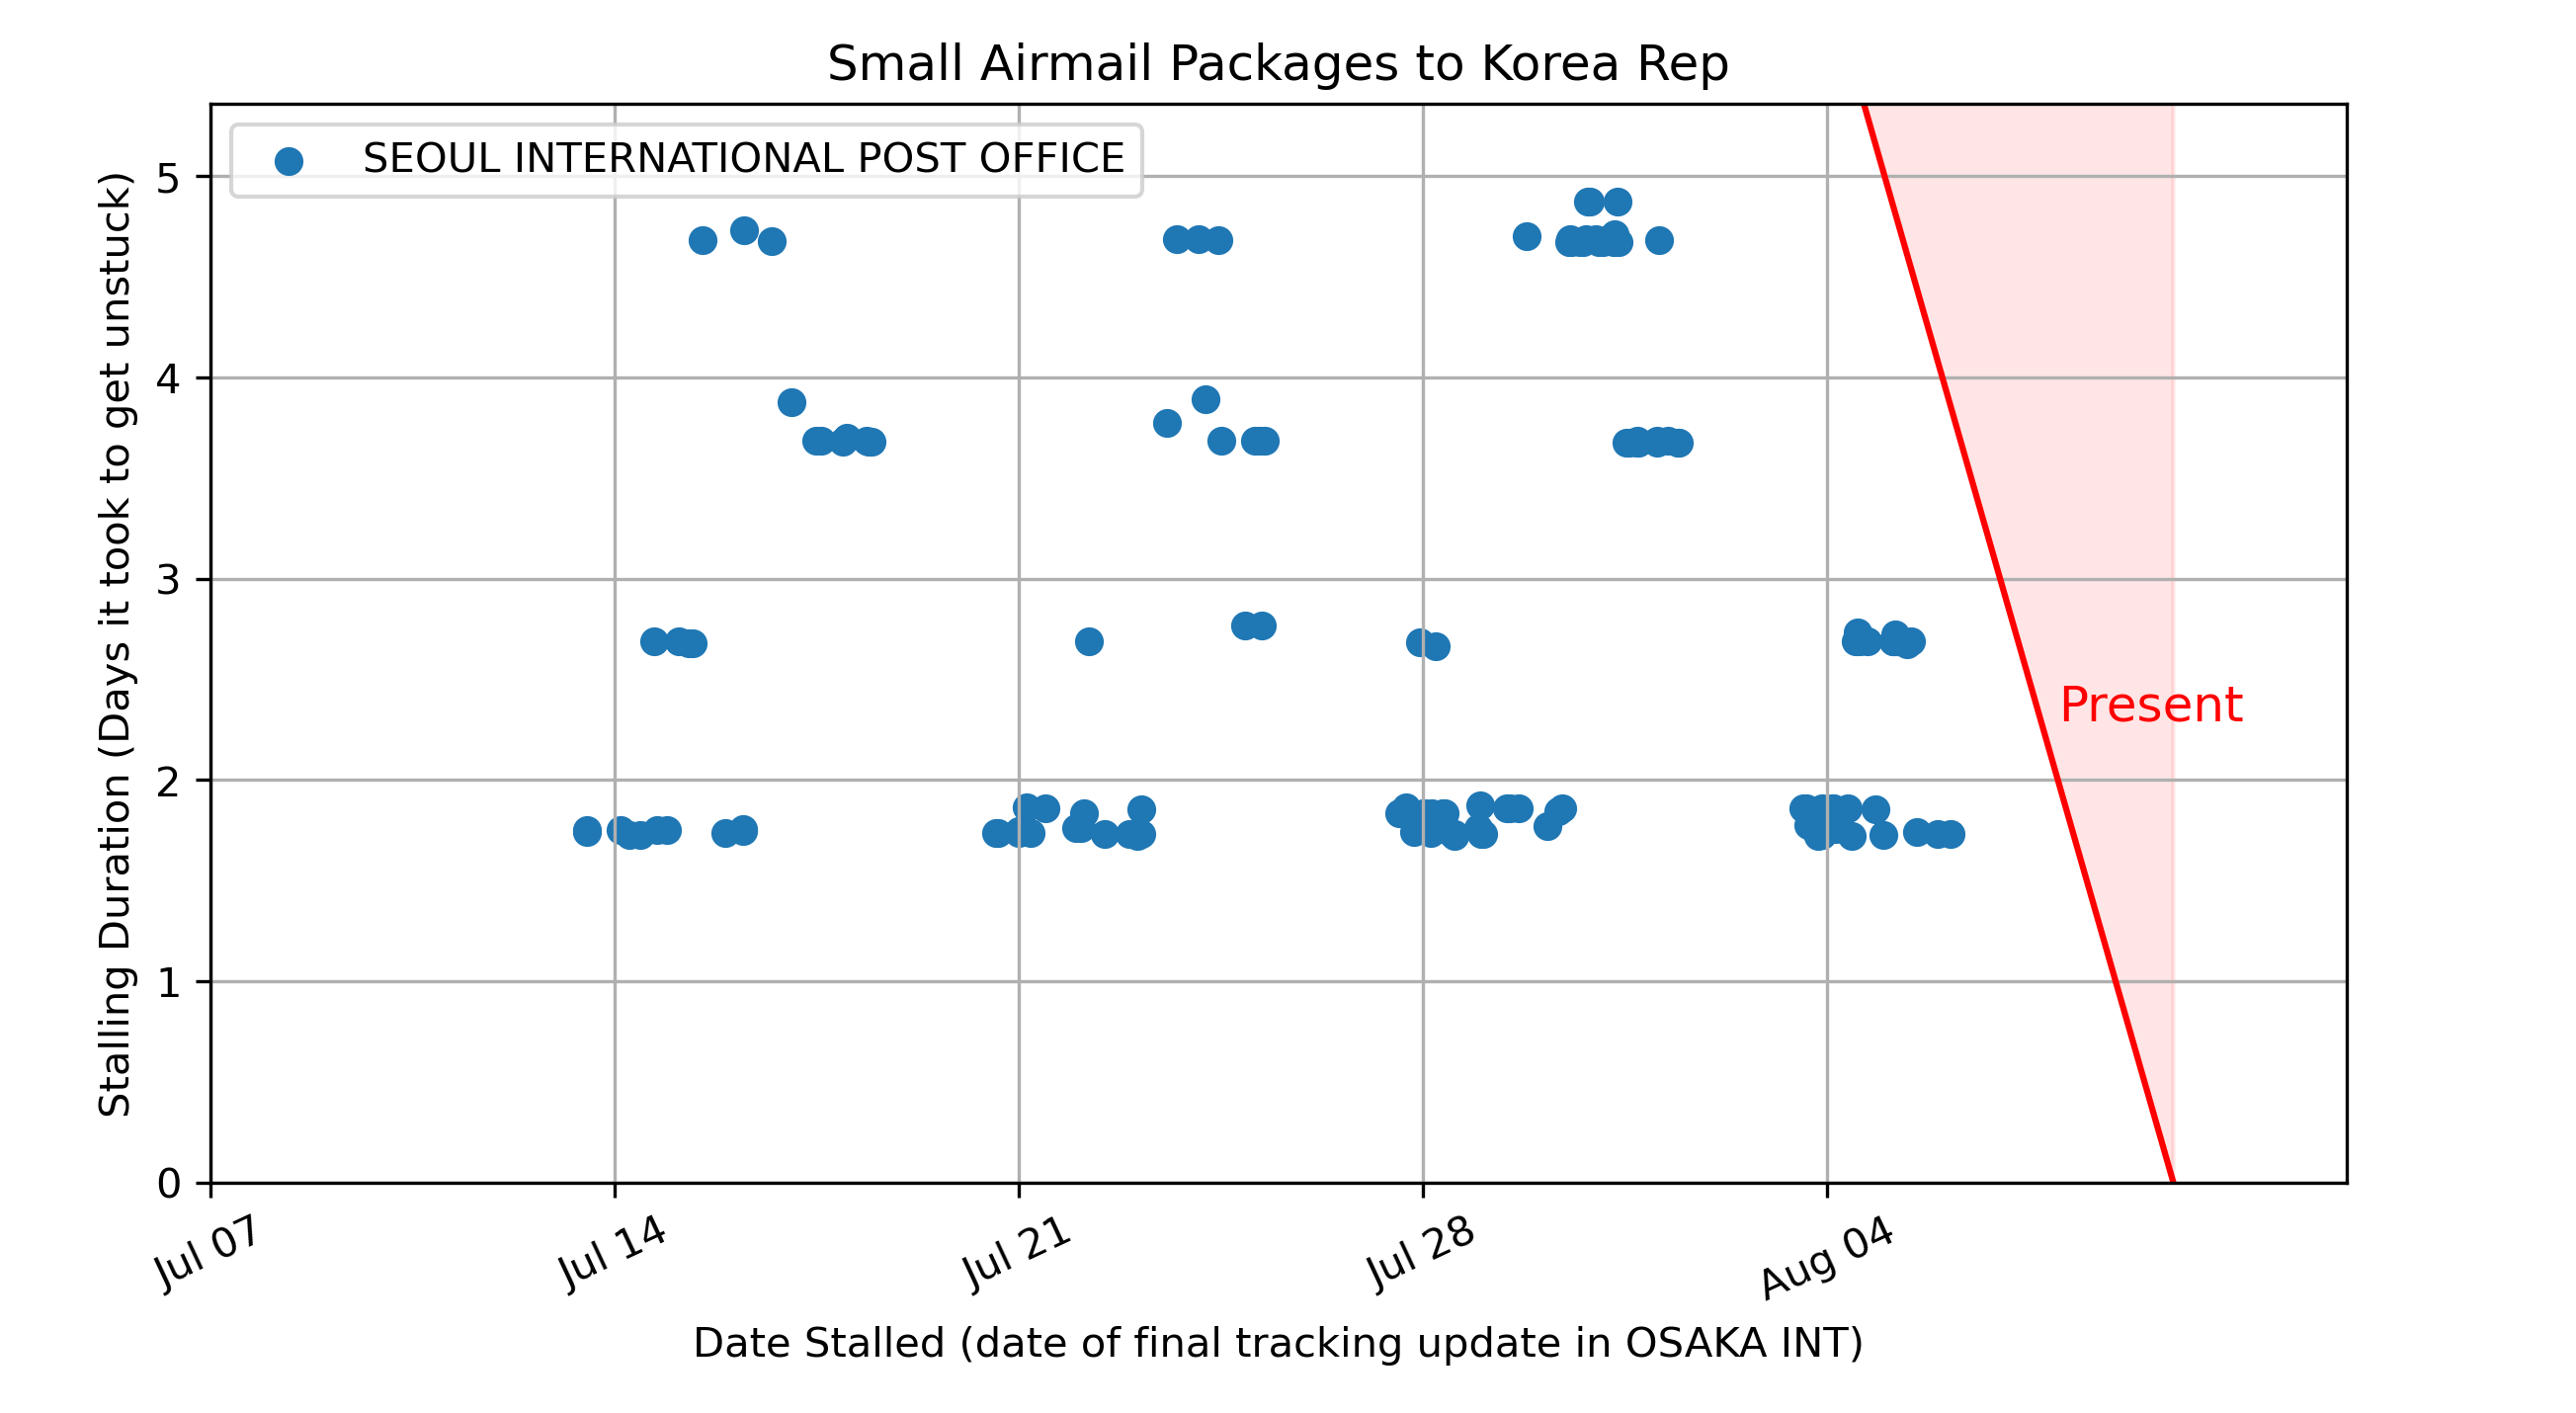 Small Airmail Packages to Korea Rep
SEOUL INTERNATIONAL POST OFFICE
Stalling Duration (Days it took to get unstuck)
5
4
3
2
1
0
Present
Jul 07
Jul 14
Jul 21
Jul 28
Aug 04
Date Stalled (date of final tracking update in OSAKA INT)